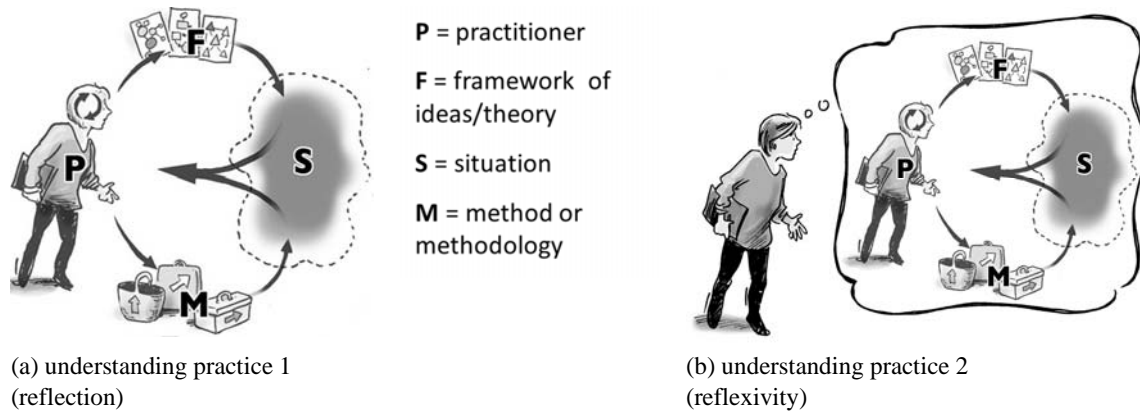 F
P
S
M
P = practitioner
F = framework of
ideas/theory
S = situation
M = method or
methodology
F
P
S
M
(a) understanding practice 1
(reflection)
(b) understanding practice 2
(reflexivity)